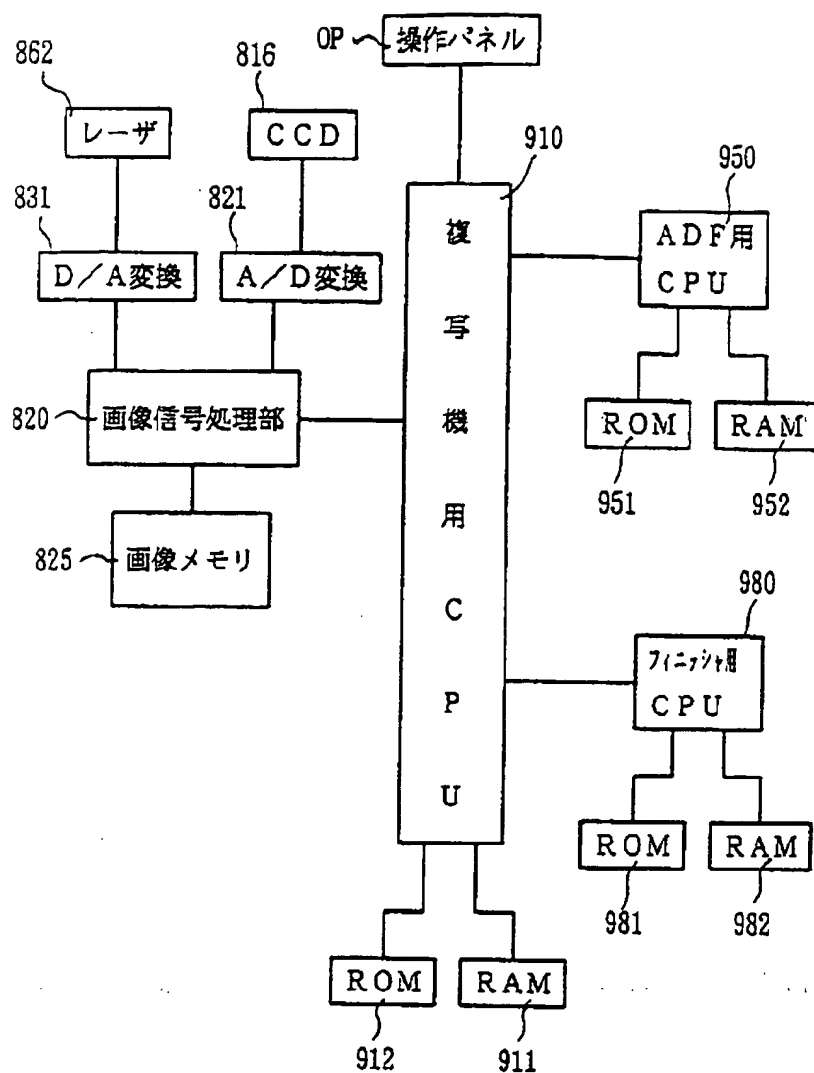 OP 操作パネル
862
レーザ
816
CCD
910
831
D/A変換
821
A/D変換
950
ADF用
CPU
複写機用CPU
820 画像信号処理部
ROM
951
RAM
952
825 画像メモリ
980
フィニッシャ用
CPU
ROM
981
RAM
982
ROM
912
RAM
911